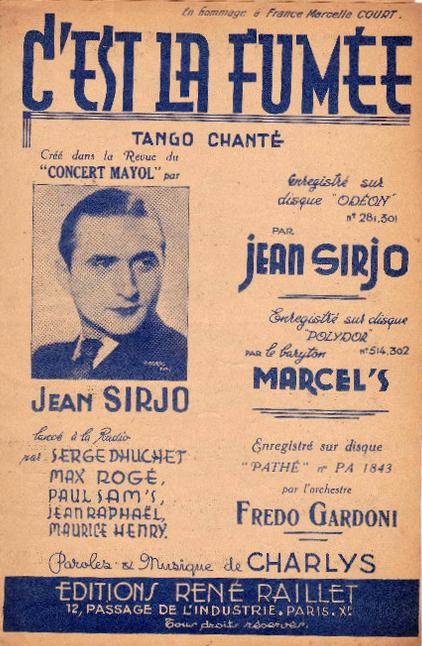 En hommage à France Marcelle COURT.
C'EST LA FUMÉE
TANGO CHANTÉ
Créé dans la Revue du
"CONCERT MAYOL" par
JEAN SIRJO
lancé à la Radio
par SERGE DHUCHET
MAX ROGÉ,
PAUL SAM'S,
JEAN RAPHAËL,
MAURICE HENRY.
Enregistré sur
disque "ODÉON"
n° 281.301
PAR
JEAN SIRJO
Enregistré sur disque
"POLYDOR"
PAR le baryton n° 514.302
MARCEL'S
Enregistré sur disque
"PATHÉ" n° PA 1843
par l'orchestre
FREDO GARDONI
Paroles & Musique de CHARLYS
EDITIONS RENÉ RAILLET
12, PASSAGE DE L'INDUSTRIE. PARIS. Xe
Tous droits réservés.